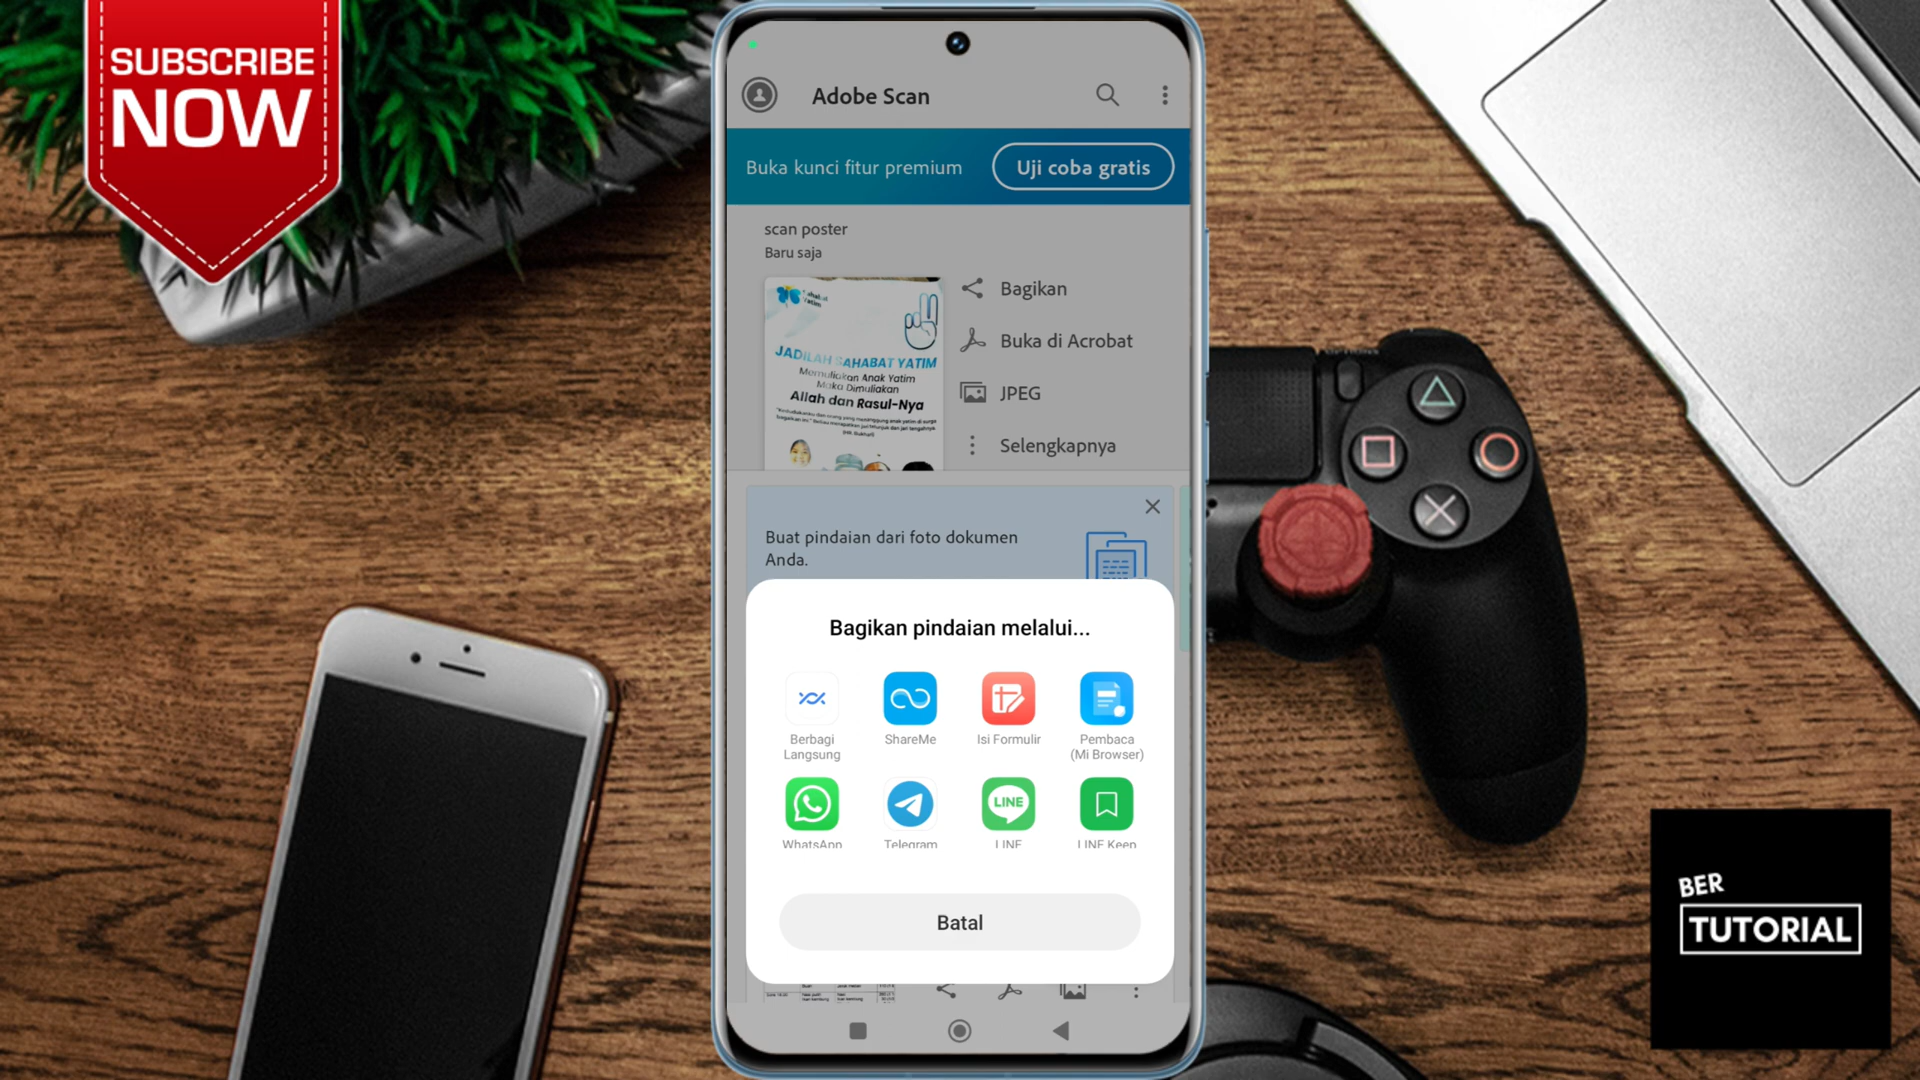 SUBSCRIBE
NOW
Adobe Scan
Buka kunci fitur premium
Uji coba gratis
scan poster
Baru saja
Sahabat
Yatim
JADILAH SAHABAT YATIM
Memuliakan Anak Yatim
Maka Dimuliakan
Allah dan Rasul-Nya
Bagikan
Buka di Acrobat
JPEG
Selengkapnya
Buat pindaian dari foto dokumen
Anda.
Bagikan pindaian melalui...
Berbagi
Langsung
ShareMe
Isi Formulir
Pembaca
(Mi Browser)
LINE
WhatsApp
Telegram
LINE
LINE Keep
Batal
BER
TUTORIAL